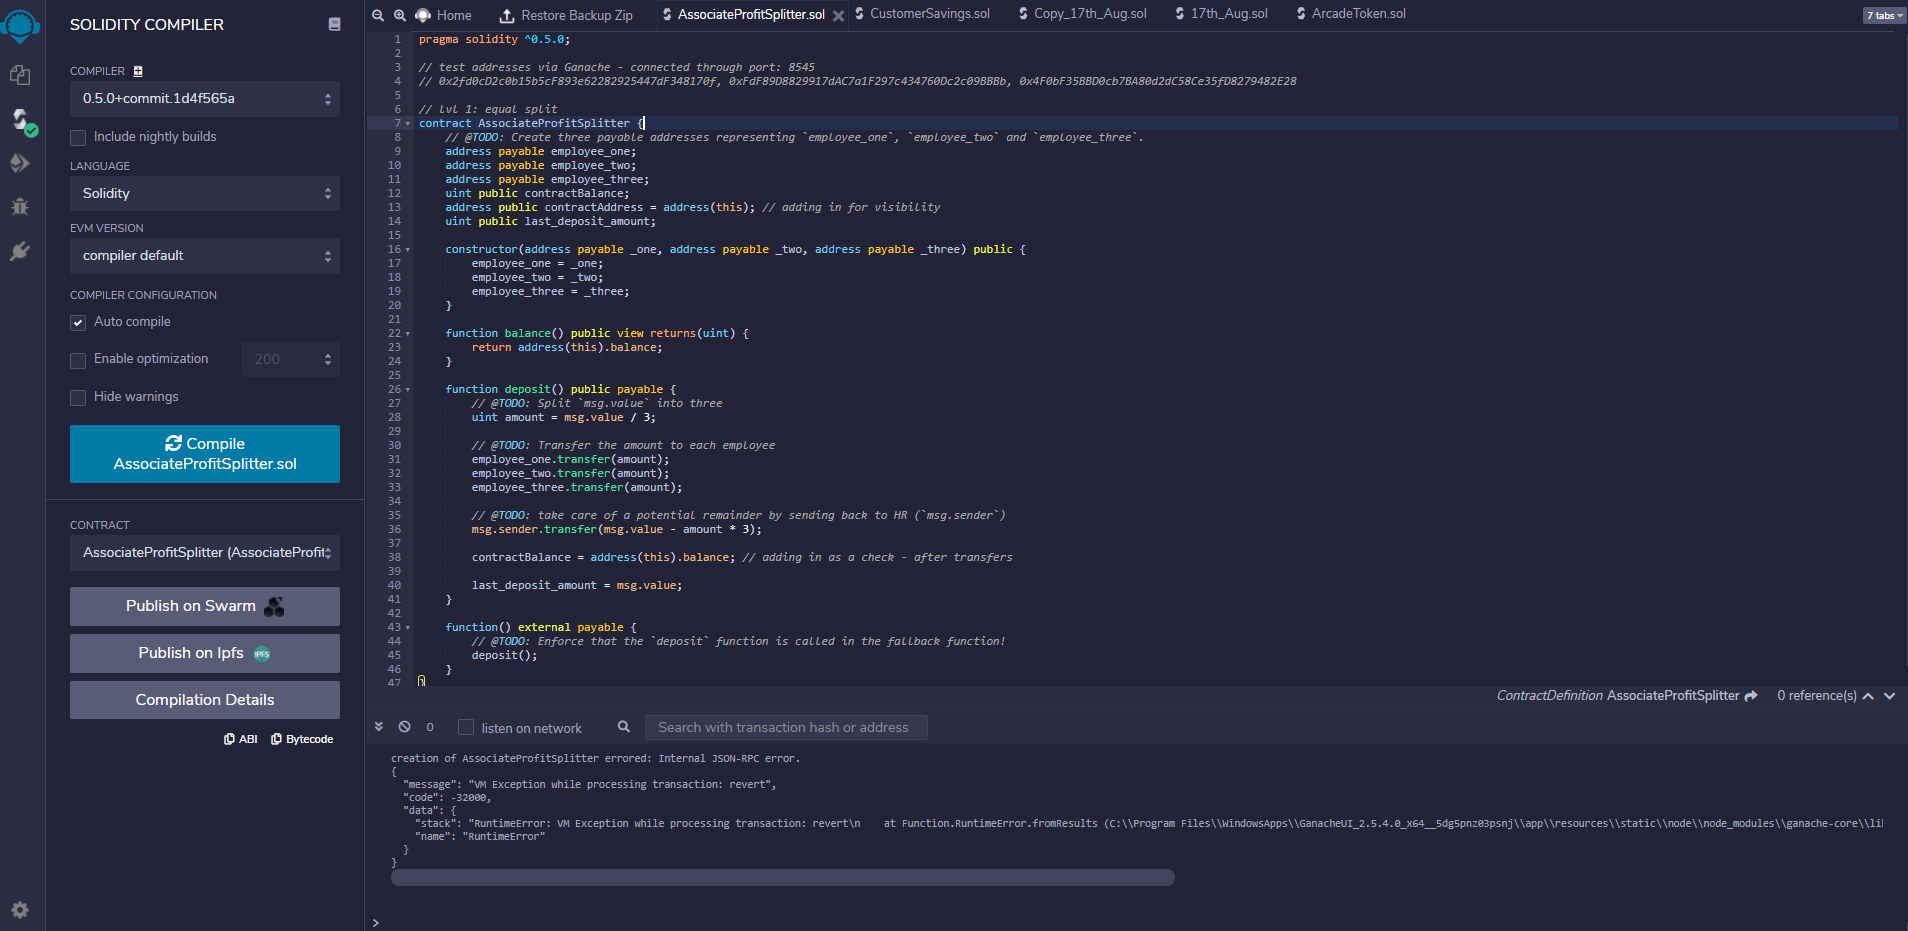 SOLIDITY COMPILER
COMPILER
0.5.0+commit.1d4f565a
Include nightly builds
LANGUAGE
Solidity
EVM VERSION
compiler default
COMPILER CONFIGURATION
Auto compile
Enable optimization 200
Hide warnings
Compile
AssociateProfitSplitter.sol
CONTRACT
AssociateProfitSplitter (AssociateProfit
Publish on Swarm
Publish on Ipfs IPFS
Compilation Details
ABI Bytecode
Home Restore Backup Zip AssociateProfitSplitter.sol CustomerSavings.sol Copy_17th_Aug.sol 17th_Aug.sol ArcadeToken.sol 7 tabs
1 pragma solidity ^0.5.0;
2
3 // test addresses via Ganache - connected through port: 8545
4 // 0x2fd0cD2c0b15b5cF893e62282925447dF348170f, 0xFdF89D8829917dAC7a1F297c434760Dc2c09BBBb, 0x4F0bF35BBD0cb7BA80d2dC58Ce35fD8279482E28
5
6 // lvl 1: equal split
7 contract AssociateProfitSplitter {
8 // @TODO: Create three payable addresses representing `employee_one`, `employee_two` and `employee_three`.
9 address payable employee_one;
10 address payable employee_two;
11 address payable employee_three;
12 uint public contractBalance;
13 address public contractAddress = address(this); // adding in for visibility
14 uint public last_deposit_amount;
15
16 constructor(address payable _one, address payable _two, address payable _three) public {
17 employee_one = _one;
18 employee_two = _two;
19 employee_three = _three;
20 }
21
22 function balance() public view returns(uint) {
23 return address(this).balance;
24 }
25
26 function deposit() public payable {
27 // @TODO: Split `msg.value` into three
28 uint amount = msg.value / 3;
29
30 // @TODO: Transfer the amount to each employee
31 employee_one.transfer(amount);
32 employee_two.transfer(amount);
33 employee_three.transfer(amount);
34
35 // @TODO: take care of a potential remainder by sending back to HR (`msg.sender`)
36 msg.sender.transfer(msg.value - amount * 3);
37
38 contractBalance = address(this).balance; // adding in as a check - after transfers
39
40 last_deposit_amount = msg.value;
41 }
42
43 function() external payable {
44 // @TODO: Enforce that the `deposit` function is called in the fallback function!
45 deposit();
46 }
47 }
ContractDefinition AssociateProfitSplitter 0 reference(s)
0 listen on network Search with transaction hash or address
creation of AssociateProfitSplitter errored: Internal JSON-RPC error.
{
"message": "VM Exception while processing transaction: revert",
"code": -32000,
"data": {
"stack": "RuntimeError: VM Exception while processing transaction: revert\n at Function.RuntimeError.fromResults (C:\\Program Files\\WindowsApps\\GanacheUI_2.5.4.0_x64__5dg5pnz03psnj\\app\\resources\\static\\node\\node_modules\\ganache-core\\lil
"name": "RuntimeError"
}
}
>